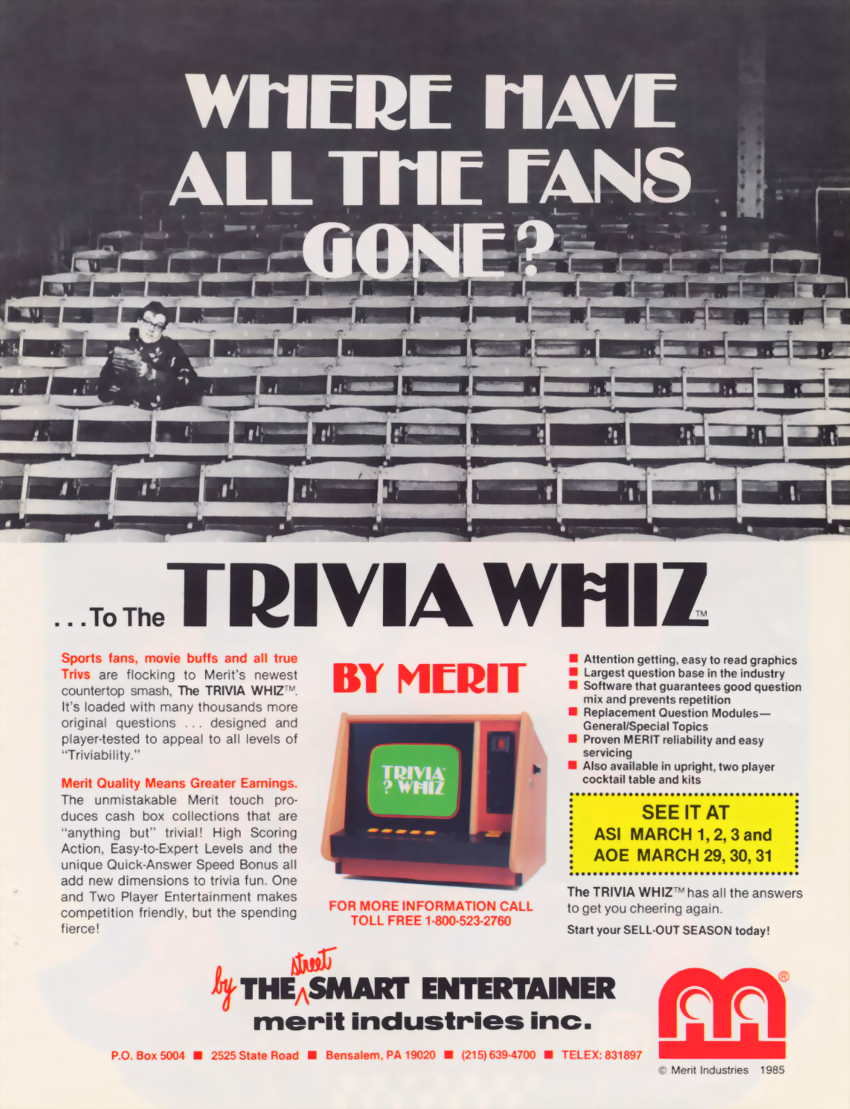 WHERE HAVE
ALL THE FANS
GONE?
...To The TRIVIA WHIZ™
Sports fans, movie buffs and all true
Trivs are flocking to Merit's newest
countertop smash, The TRIVIA WHIZ™.
It's loaded with many thousands more
original questions ... designed and
player-tested to appeal to all levels of
"Triviability."
Merit Quality Means Greater Earnings.
The unmistakable Merit touch pro-
duces cash box collections that are
"anything but" trivial! High Scoring
Action, Easy-to-Expert Levels and the
unique Quick-Answer Speed Bonus all
add new dimensions to trivia fun. One
and Two Player Entertainment makes
competition friendly, but the spending
fierce!
BY MERIT
TRIVIA™
? WHIZ
FOR MORE INFORMATION CALL
TOLL FREE 1-800-523-2760
■ Attention getting, easy to read graphics
■ Largest question base in the industry
■ Software that guarantees good question
mix and prevents repetition
■ Replacement Question Modules—
General/Special Topics
■ Proven MERIT reliability and easy
servicing
■ Also available in upright, two player
cocktail table and kits
SEE IT AT
ASI MARCH 1, 2, 3 and
AOE MARCH 29, 30, 31
The TRIVIA WHIZ™ has all the answers
to get you cheering again.
Start your SELL-OUT SEASON today!
by THE street SMART ENTERTAINER
merit industries inc.
®
P.O. Box 5004 ■ 2525 State Road ■ Bensalem, PA 19020 ■ (215) 639-4700 ■ TELEX: 831897
© Merit Industries 1985